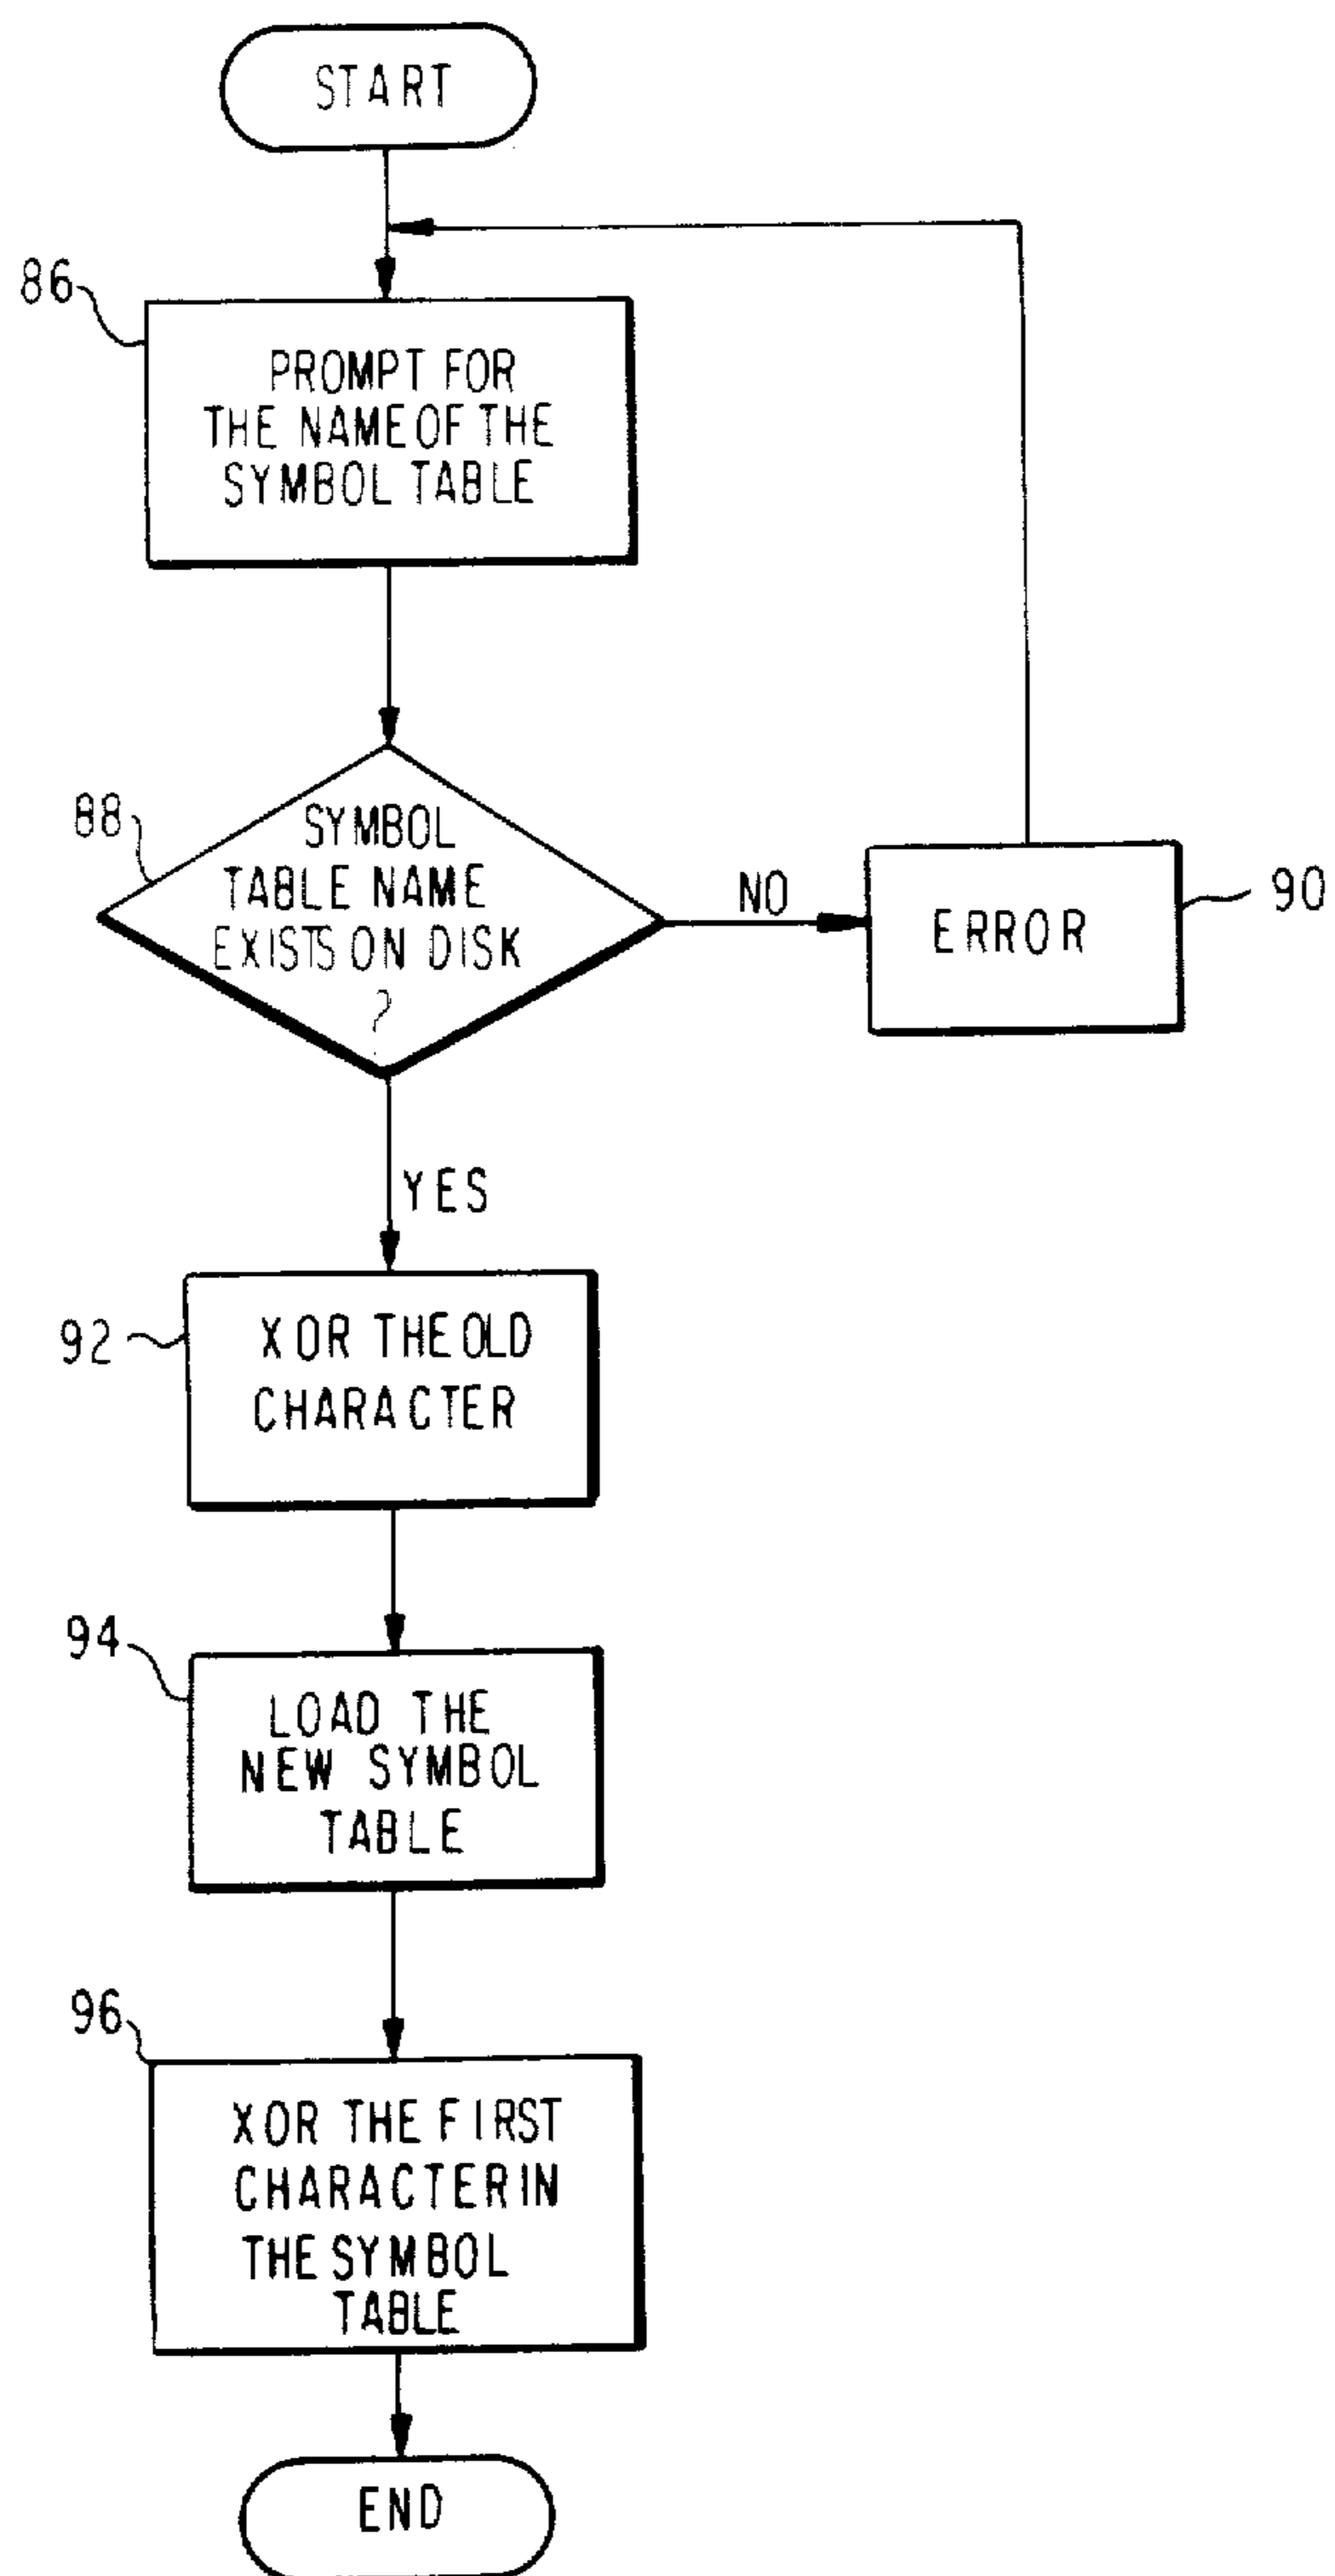 START
86
PROMPT FOR
THE NAME OF THE
SYMBOL TABLE
88
SYMBOL
TABLE NAME
EXISTS ON DISK
?
NO
ERROR
90
YES
92
XOR THE OLD
CHARACTER
94
LOAD THE
NEW SYMBOL
TABLE
96
XOR THE FIRST
CHARACTER IN
THE SYMBOL
TABLE
END